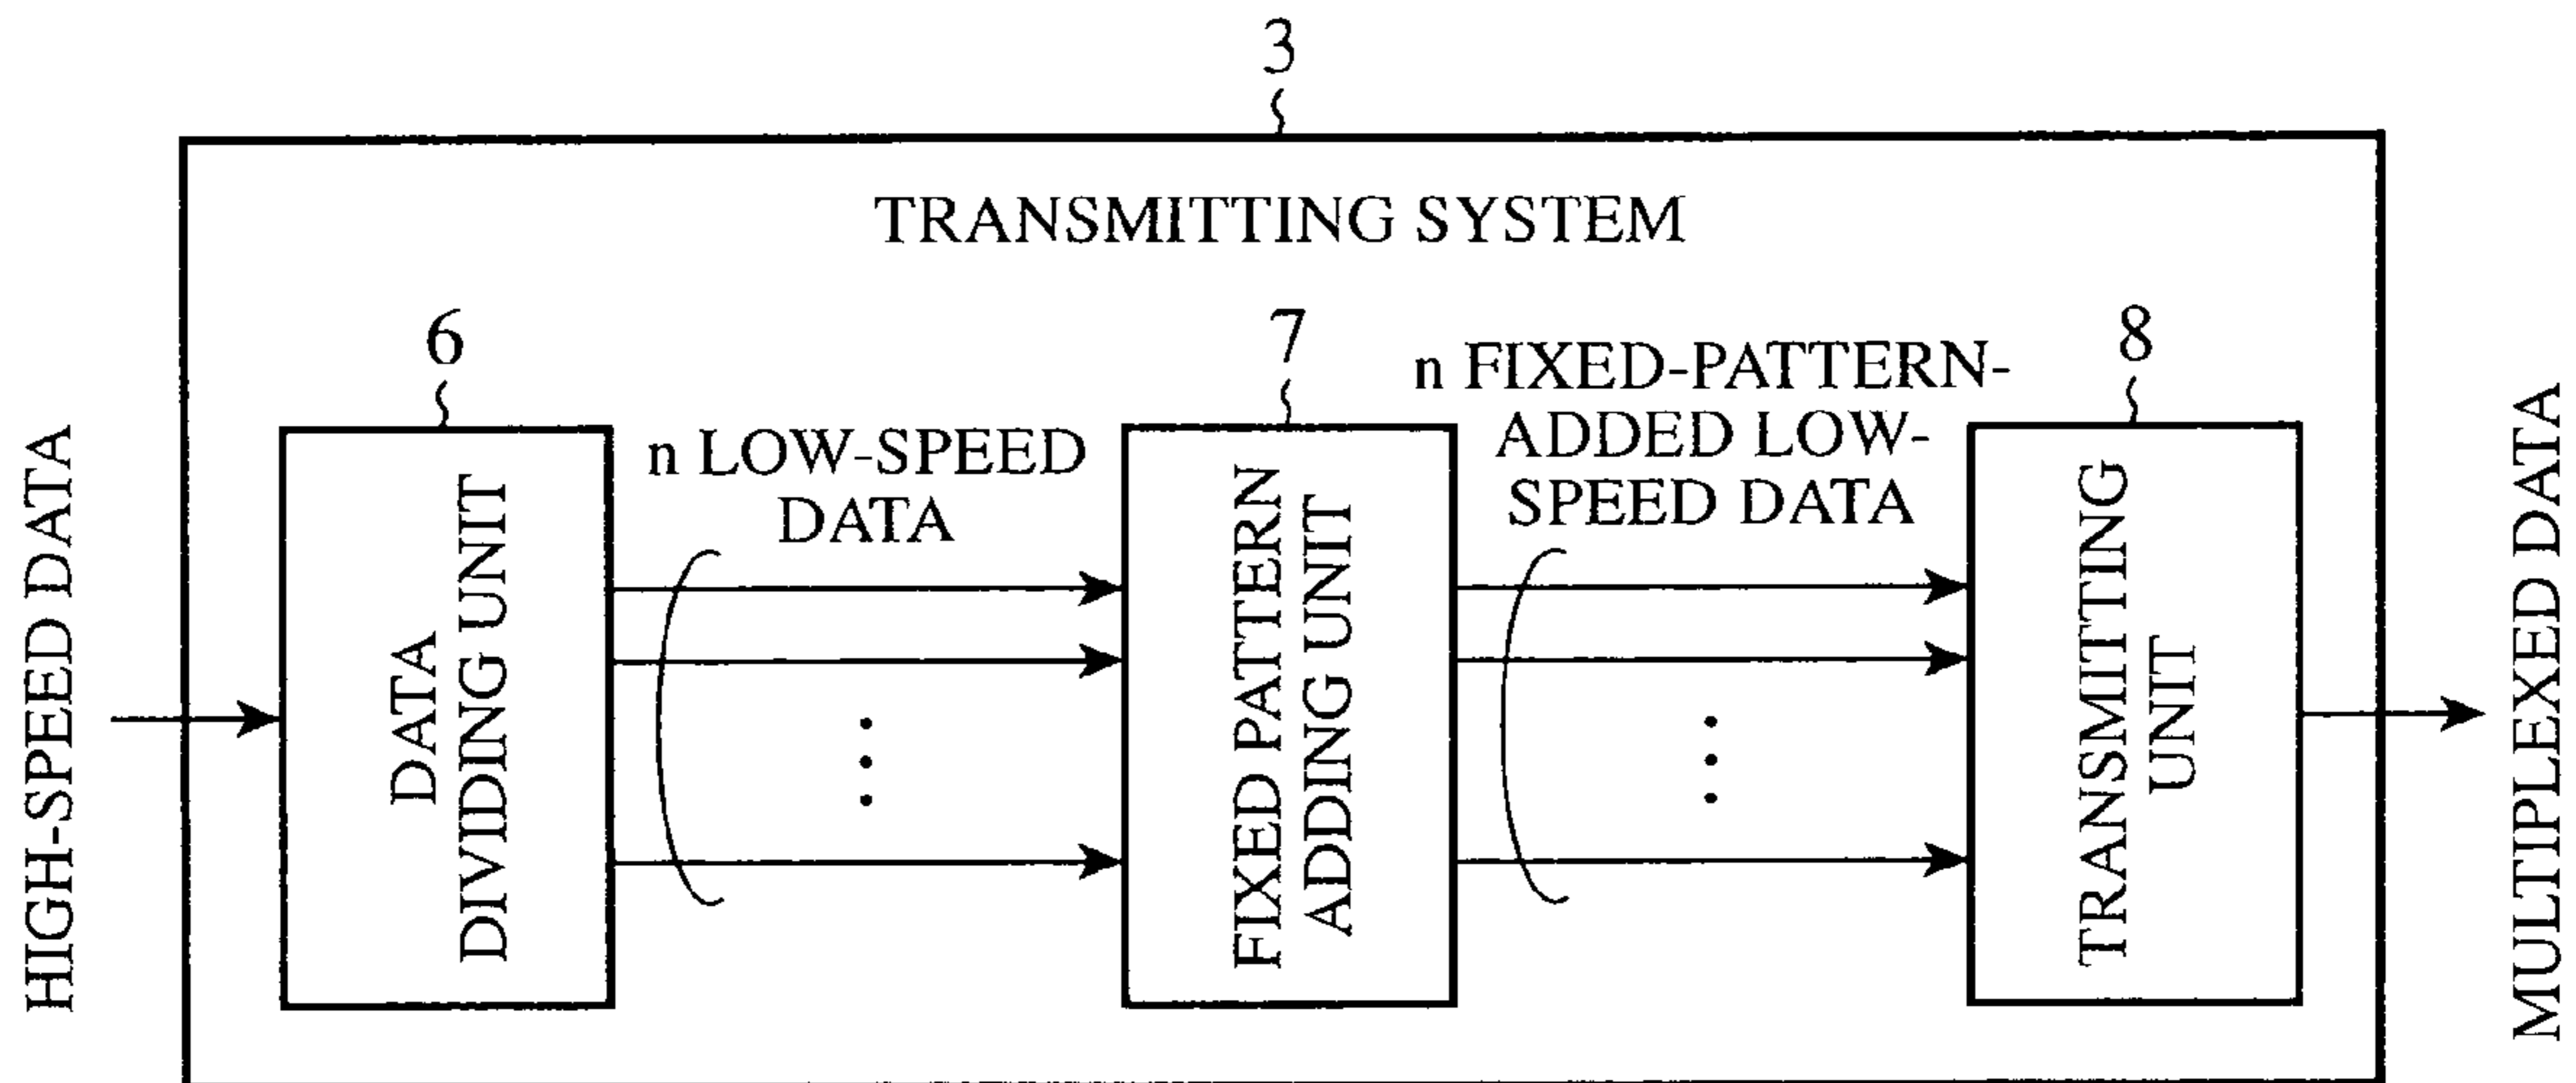 3
TRANSMITTING SYSTEM
HIGH-SPEED DATA
6
DATA
DIVIDING UNIT
n LOW-SPEED
DATA
7
FIXED PATTERN
ADDING UNIT
n FIXED-PATTERN-
ADDED LOW-
SPEED DATA
8
TRANSMITTING
UNIT
MULTIPLEXED DATA